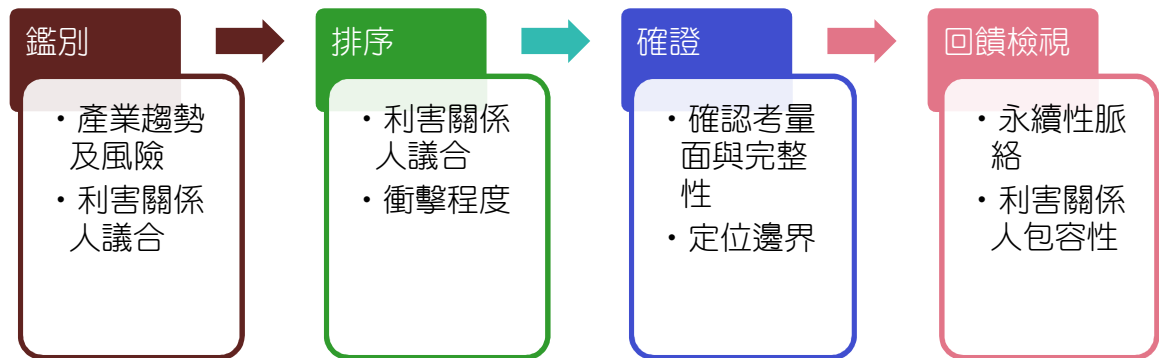 鑑別
・產業趨勢
及風險
・利害關係
人議合
排序
・利害關係
人議合
・衝擊程度
確證
・確認考量
面與完整
性
・定位邊界
回饋檢視
・永續性脈
絡
・利害關係
人包容性